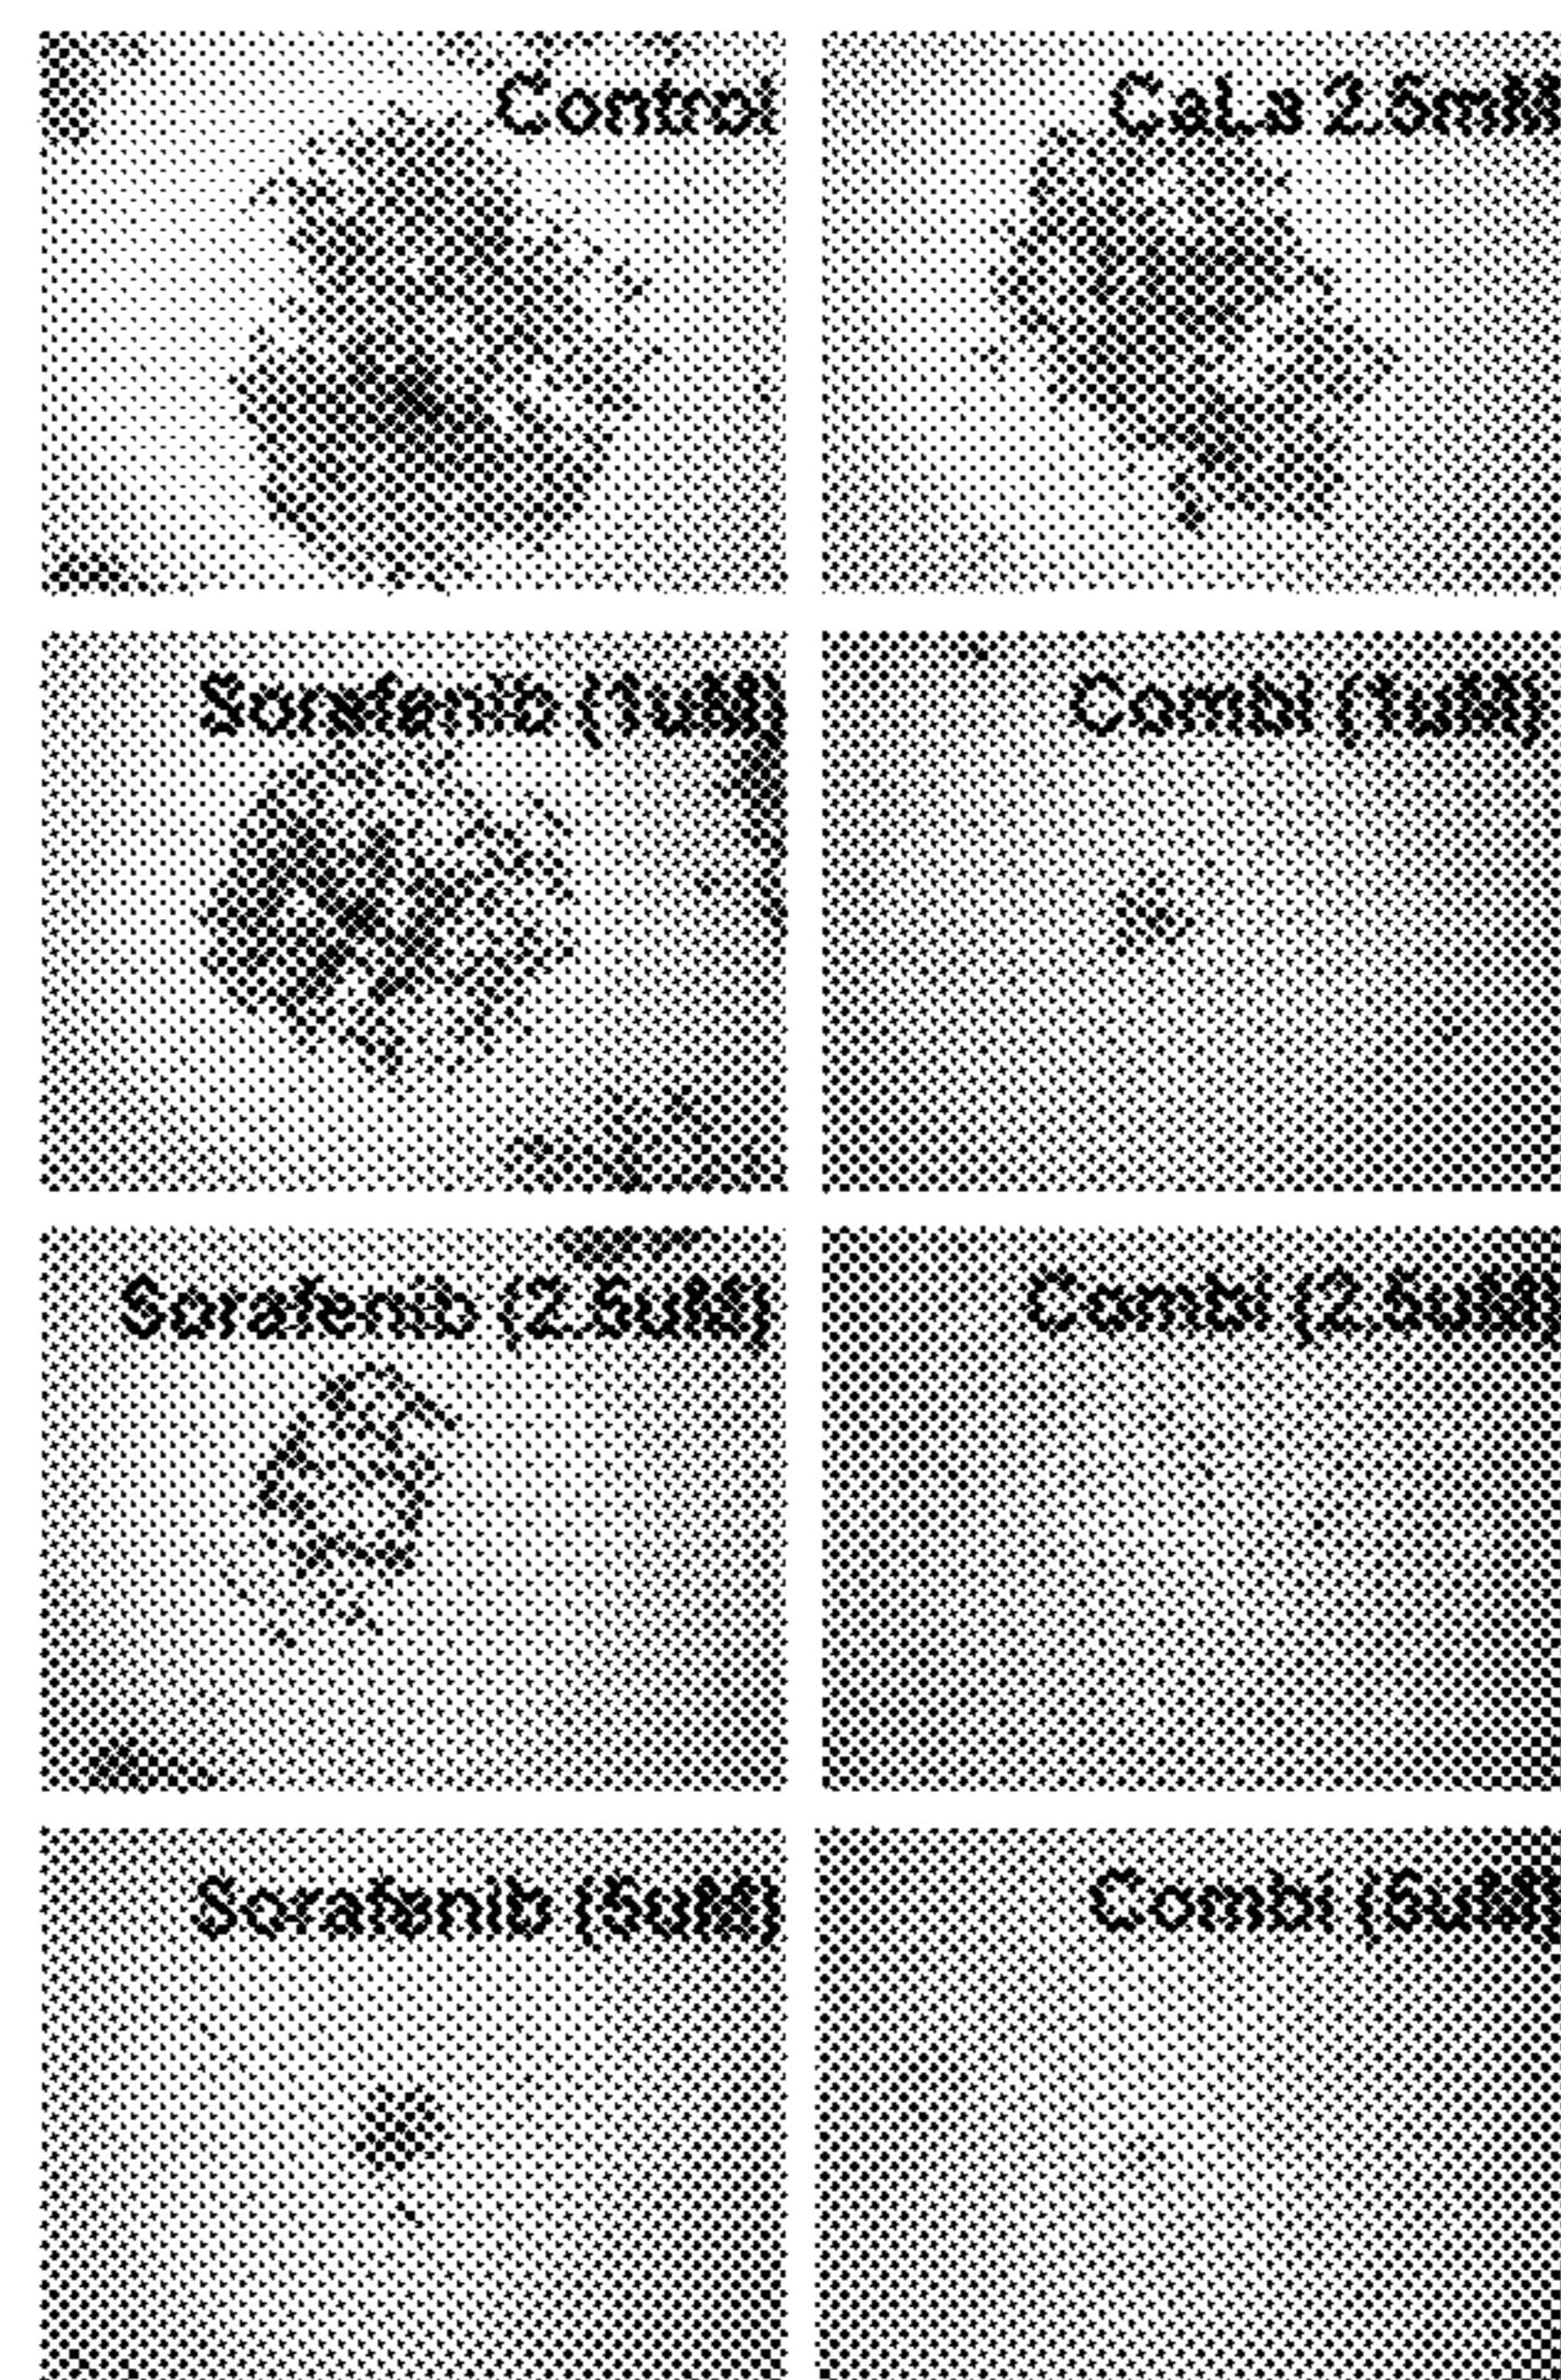 Control
CaLa 2.5mM
Sorafenib (1uM)
Combi (1uM)
Sorafenib (2.5uM)
Combi (2.5uM)
Sorafenib (5uM)
Combi (5uM)